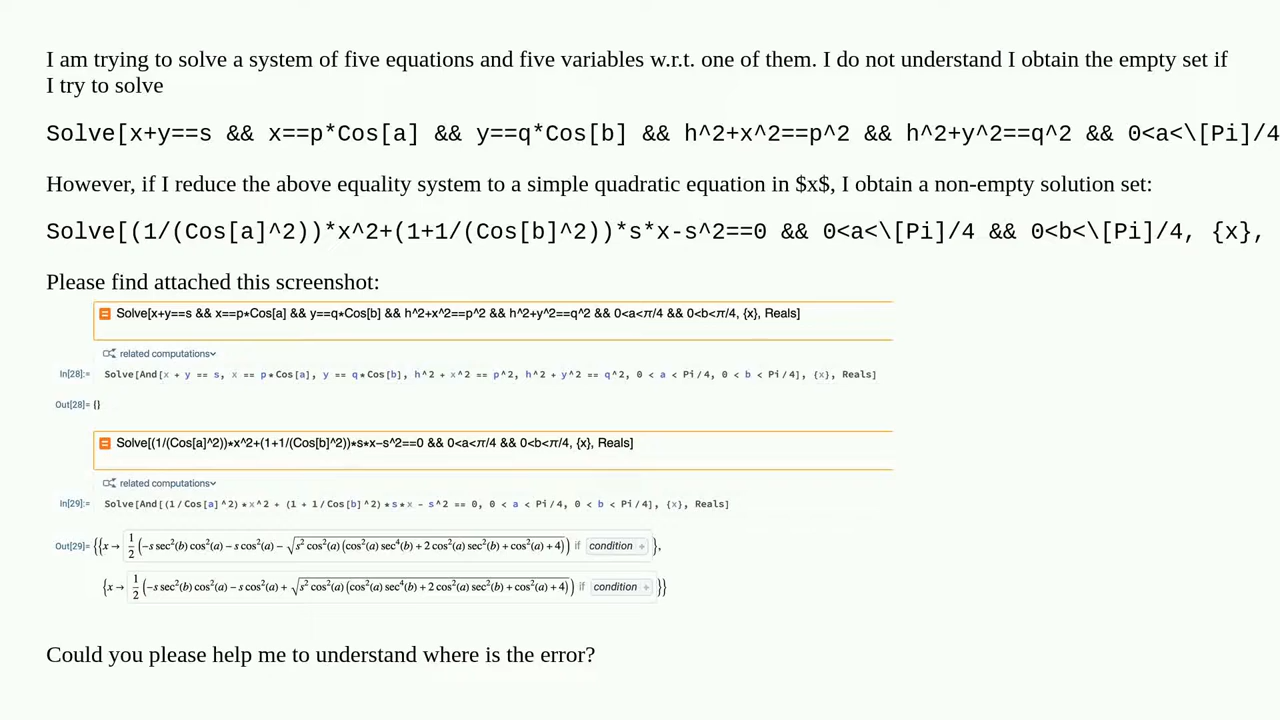 I am trying to solve a system of five equations and five variables w.r.t. one of them. I do not understand I obtain the empty set if
I try to solve
Solve[x+y==s && x==p*Cos[a] && y==q*Cos[b] && h^2+x^2==p^2 && h^2+y^2==q^2 && 0<a<\[Pi]/4
However, if I reduce the above equality system to a simple quadratic equation in $x$, I obtain a non-empty solution set:
Solve[(1/(Cos[a]^2))*x^2+(1+1/(Cos[b]^2))*s*x-s^2==0 && 0<a<\[Pi]/4 && 0<b<\[Pi]/4, {x},
Please find attached this screenshot:
Solve[x+y==s && x==p*Cos[a] && y==q*Cos[b] && h^2+x^2==p^2 && h^2+y^2==q^2 && 0<a<π/4 && 0<b<π/4, {x}, Reals]
related computations
In[28]:= Solve[And[x + y == s, x == p*Cos[a], y == q*Cos[b], h^2 + x^2 == p^2, h^2 + y^2 == q^2, 0 < a < Pi/4, 0 < b < Pi/4], {x}, Reals]
Out[28]= {}
Solve[(1/(Cos[a]^2))*x^2+(1+1/(Cos[b]^2))*s*x−s^2==0 && 0<a<π/4 && 0<b<π/4, {x}, Reals]
related computations
In[29]:= Solve[And[(1/Cos[a]^2)*x^2 + (1 + 1/Cos[b]^2)*s*x - s^2 == 0, 0 < a < Pi/4, 0 < b < Pi/4], {x}, Reals]
Out[29]= {{x → 1/2 (−s sec²(b) cos²(a) − s cos²(a) − √(s² cos²(a) (cos²(a) sec⁴(b) + 2 cos²(a) sec²(b) + cos²(a) + 4))) if condition +},
{x → 1/2 (−s sec²(b) cos²(a) − s cos²(a) + √(s² cos²(a) (cos²(a) sec⁴(b) + 2 cos²(a) sec²(b) + cos²(a) + 4))) if condition +}}
Could you please help me to understand where is the error?